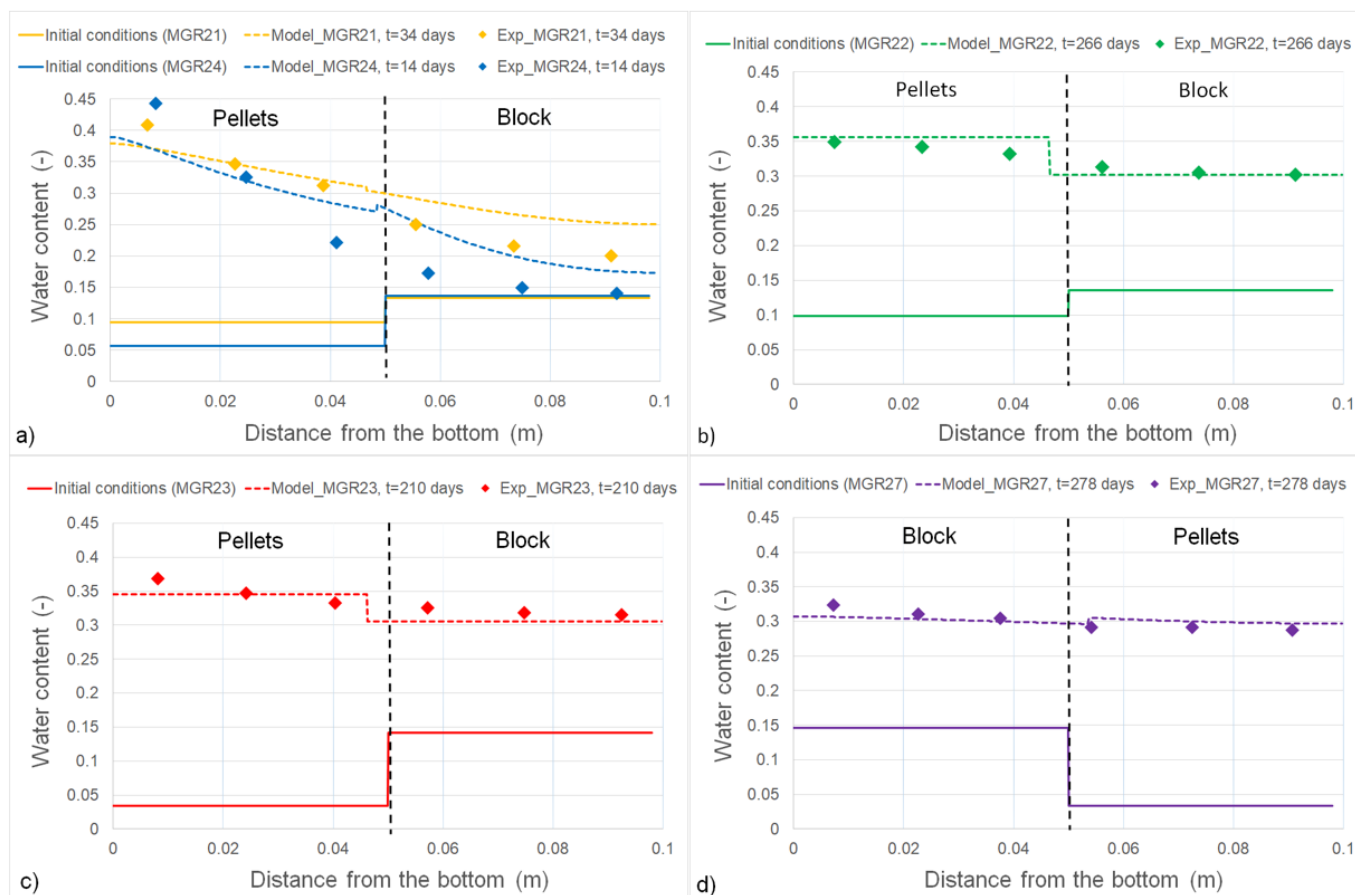 Initial conditions (MGR21) Model_MGR21, t=34 days Exp_MGR21, t=34 days
Initial conditions (MGR24) Model_MGR24, t=14 days Exp_MGR24, t=14 days
0.45
0.4
0.35
0.3
0.25
0.2
0.15
0.1
0.05
0
Water content (-)
Pellets Block
0 0.02 0.04 0.06 0.08 0.1
Distance from the bottom (m)
a)
Initial conditions (MGR22) Model_MGR22, t=266 days Exp_MGR22, t=266 days
0.45
0.4
0.35
0.3
0.25
0.2
0.15
0.1
0.05
0
Water content (-)
Pellets Block
0 0.02 0.04 0.06 0.08 0.1
Distance from the bottom (m)
b)
Initial conditions (MGR23) Model_MGR23, t=210 days Exp_MGR23, t=210 days
0.45
0.4
0.35
0.3
0.25
0.2
0.15
0.1
0.05
0
Water content (-)
Pellets Block
0 0.02 0.04 0.06 0.08 0.1
Distance from the bottom (m)
c)
Initial conditions (MGR27) Model_MGR27, t=278 days Exp_MGR27, t=278 days
0.45
0.4
0.35
0.3
0.25
0.2
0.15
0.1
0.05
0
Water content (-)
Block Pellets
0 0.02 0.04 0.06 0.08 0.1
Distance from the bottom (m)
d)